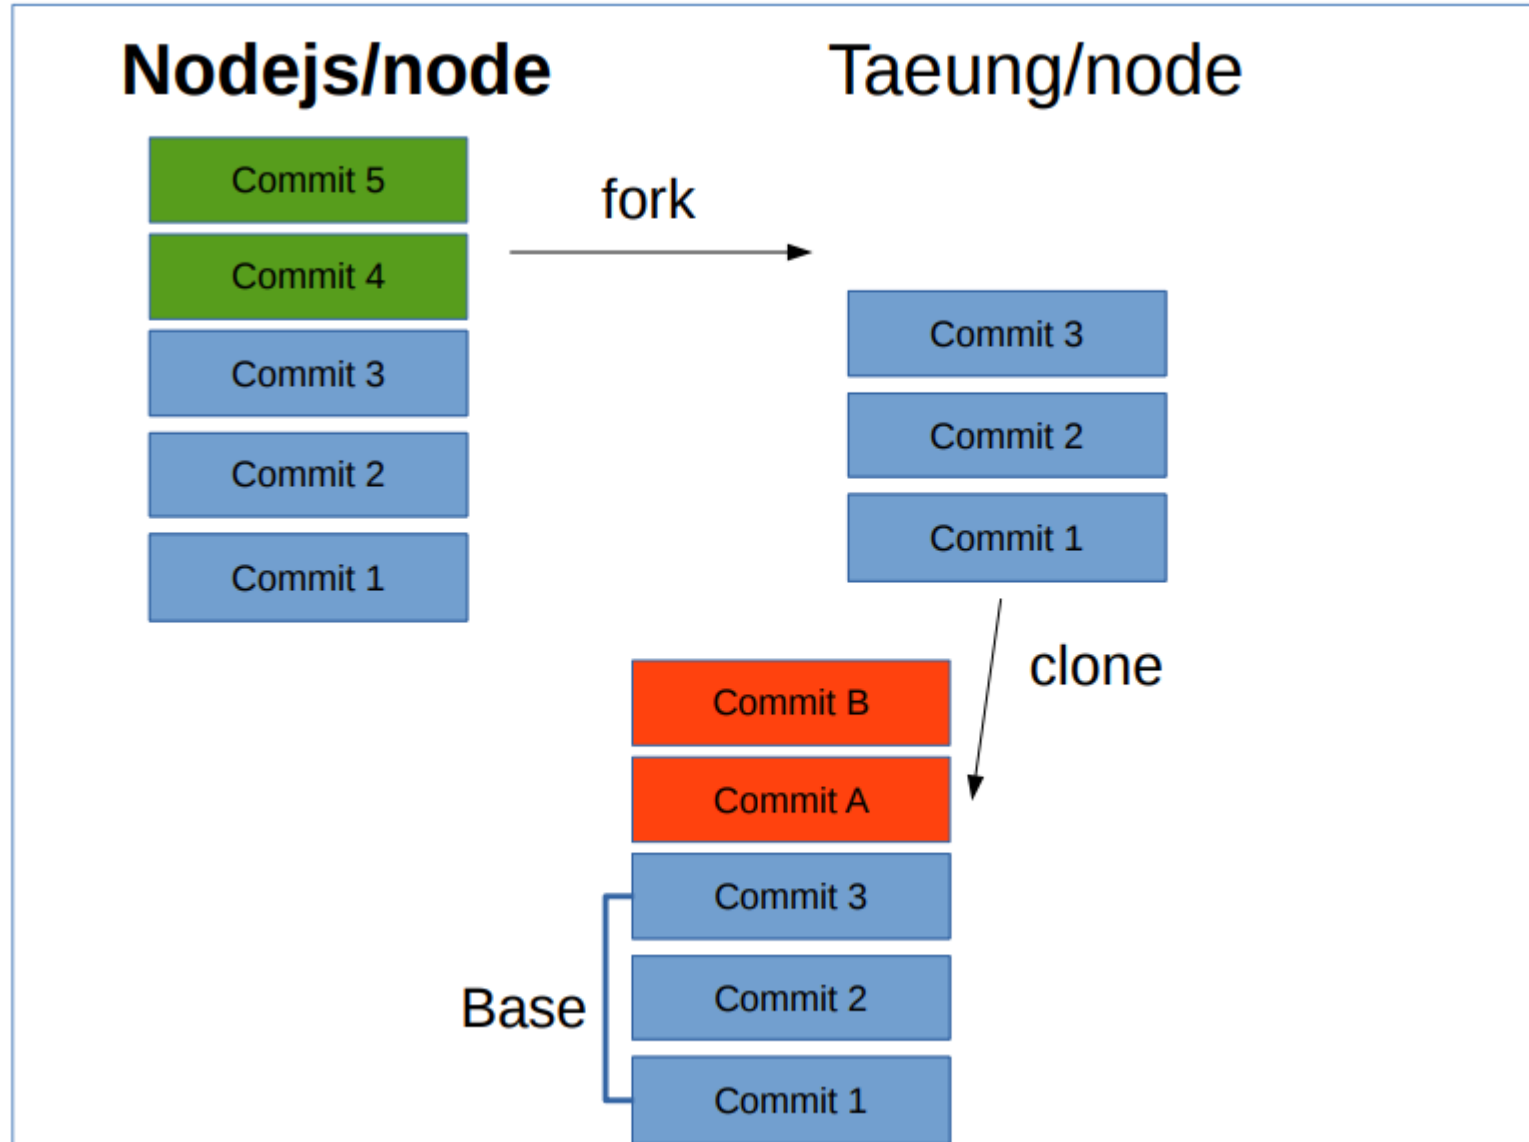 Nodejs/node
Taeung/node
Commit 5
Commit 4
Commit 3
Commit 2
Commit 1
fork
Commit 3
Commit 2
Commit 1
clone
Commit B
Commit A
Commit 3
Commit 2
Commit 1
Base